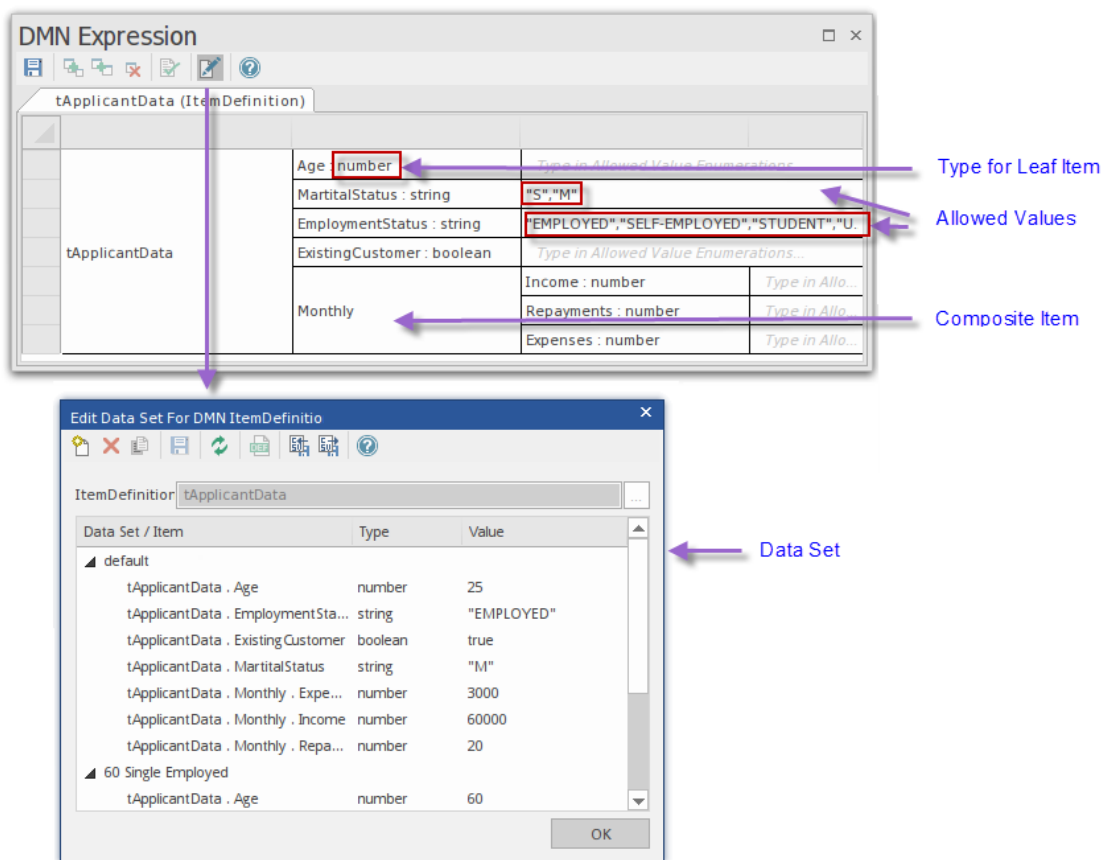 DMN Expression
tApplicantData (ItemDefinition)
Age : number
Type in Allowed Value Enumerations...
Type for Leaf Item
MartitalStatus : string
"S","M"
Allowed Values
EmploymentStatus : string
"EMPLOYED","SELF-EMPLOYED","STUDENT","U.
tApplicantData
ExistingCustomer : boolean
Type in Allowed Value Enumerations...
Monthly
Income : number
Type in Allo...
Repayments : number
Type in Allo...
Composite Item
Expenses : number
Type in Allo...
Edit Data Set For DMN ItemDefinitio
ItemDefinition
tApplicantData
...
Data Set / Item Type Value
Data Set
default
tApplicantData . Age number 25
tApplicantData . EmploymentSta... string "EMPLOYED"
tApplicantData . ExistingCustomer boolean true
tApplicantData . MartitalStatus string "M"
tApplicantData . Monthly . Expe... number 3000
tApplicantData . Monthly . Income number 60000
tApplicantData . Monthly . Repa... number 20
60 Single Employed
tApplicantData . Age number 60
OK